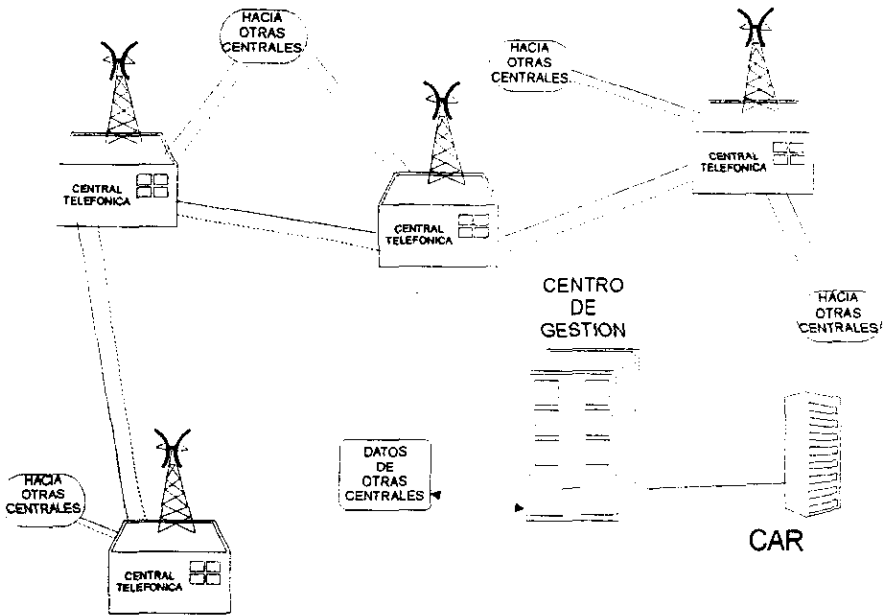 HACIA
OTRAS
CENTRALES
HACIA
OTRAS
CENTRALES
CENTRAL
TELEFONICA
CENTRAL
TELEFONICA
CENTRAL
TELEFONICA
CENTRO
DE
GESTION
HACIA
OTRAS
CENTRALES
DATOS
DE
OTRAS
CENTRALES
HACIA
OTRAS
CENTRALES
CAR
CENTRAL
TELEFONICA